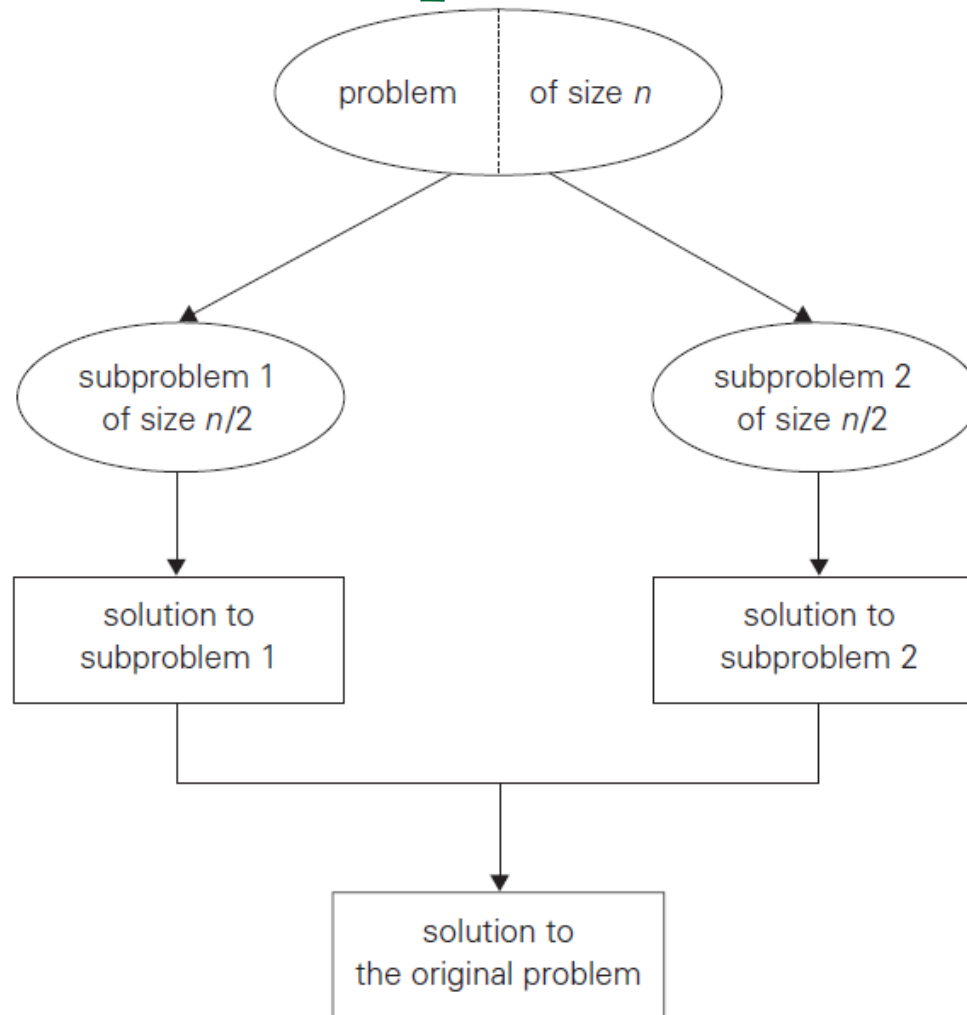 problem of size n
subproblem 1
of size n/2
subproblem 2
of size n/2
solution to
subproblem 1
solution to
subproblem 2
solution to
the original problem